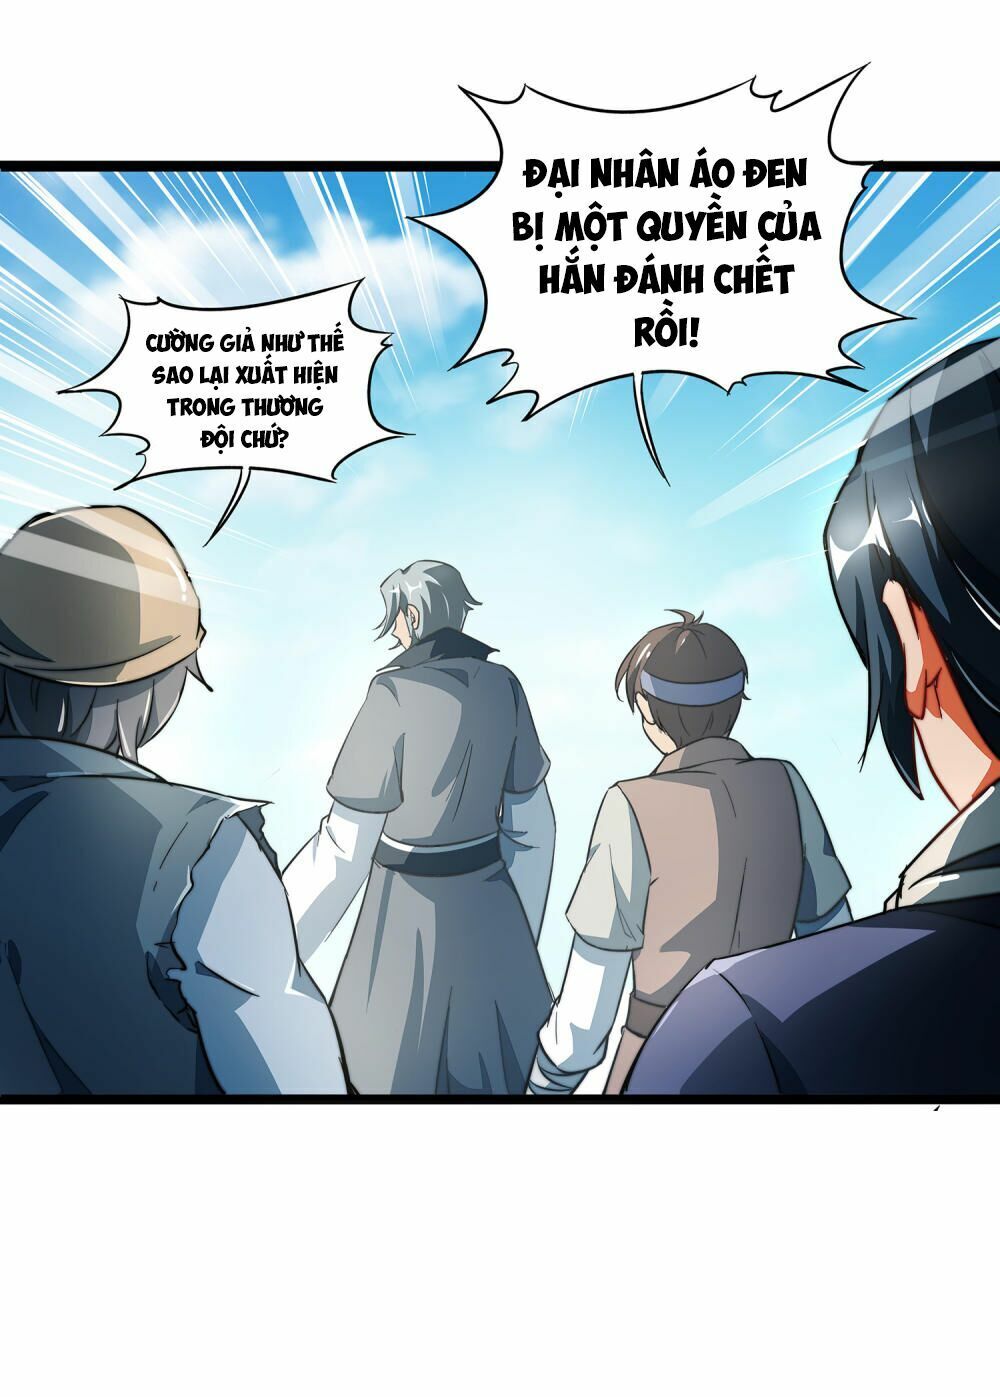 ĐẠI NHÂN ÁO ĐEN
BỊ MỘT QUYỀN CỦA
HẮN ĐÁNH CHẾT
RỒI!
CƯỜNG GIẢ NHƯ THẾ
SAO LẠI XUẤT HIỆN
TRONG THƯƠNG
ĐỘI CHỨ?